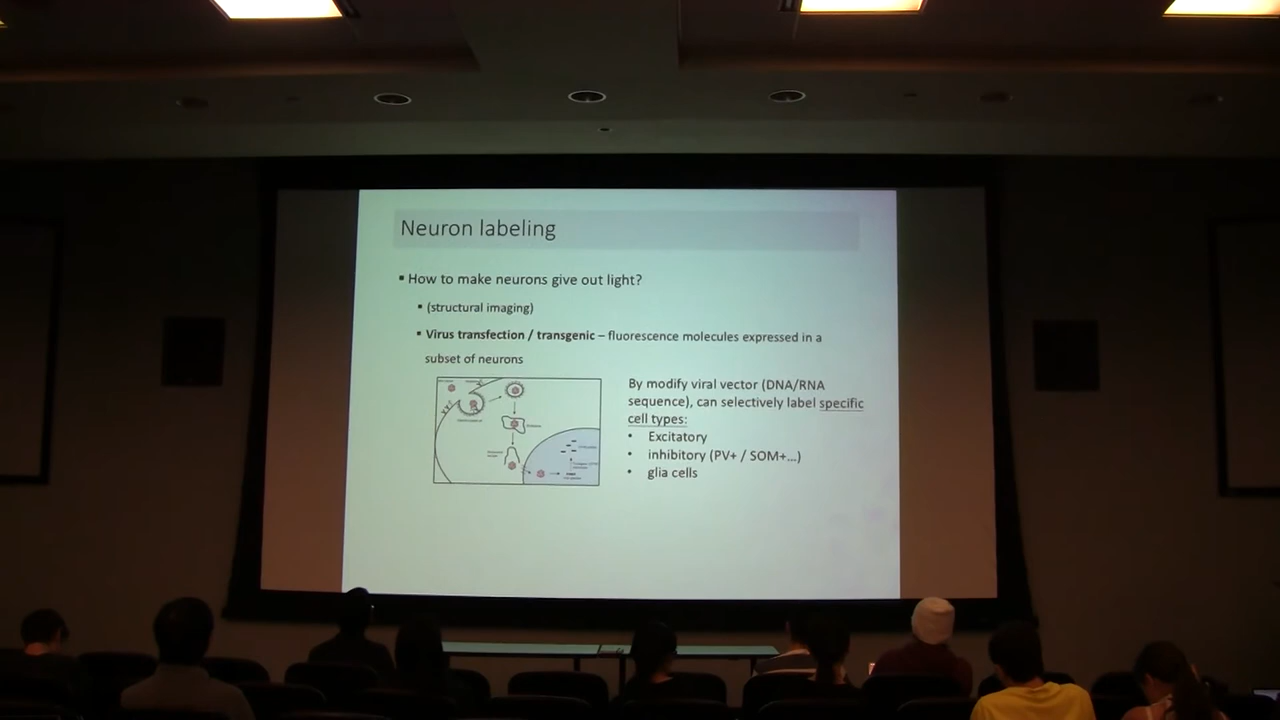 Neuron labeling
▪ How to make neurons give out light?
▪ (structural imaging)
▪ Virus transfection / transgenic – fluorescence molecules expressed in a
subset of neurons
By modify viral vector (DNA/RNA
sequence), can selectively label specific
cell types:
• Excitatory
• inhibitory (PV+ / SOM+...)
• glia cells